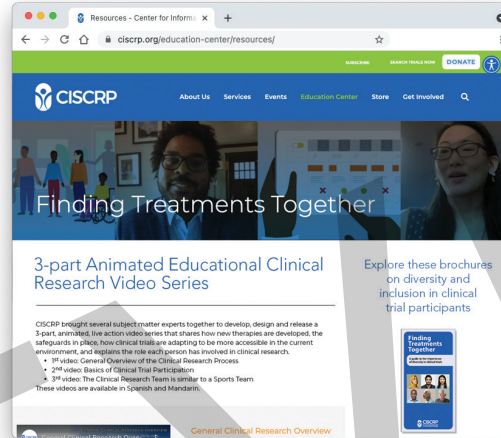 Resources - Center for Informa
ciscrp.org/education-center/resources/
SUBSCRIBE
SEARCH TRIALS NOW
DONATE
CISCRP
About Us
Services
Events
Education Center
Store
Get Involved
Finding Treatments Together
3-part Animated Educational Clinical
Research Video Series
CISCRP brought several subject matter experts together to develop, design and release a
3-part, animated, live action video series that shares how new therapies are developed, the
safeguards in place, how clinical trials are adapting to be more accessible in the current
environment, and explains the role each person has involved in clinical research.
• 1st video: General Overview of the Clinical Research Process
• 2nd video: Basics of Clinical Trial Participation
• 3rd video: The Clinical Research Team is similar to a Sports Team
These videos are available in Spanish and Mandarin.
General Clinical Research Overview
Explore these brochures
on diversity and
inclusion in clinical
trial participants
Finding
Treatments
Together
CISCRP